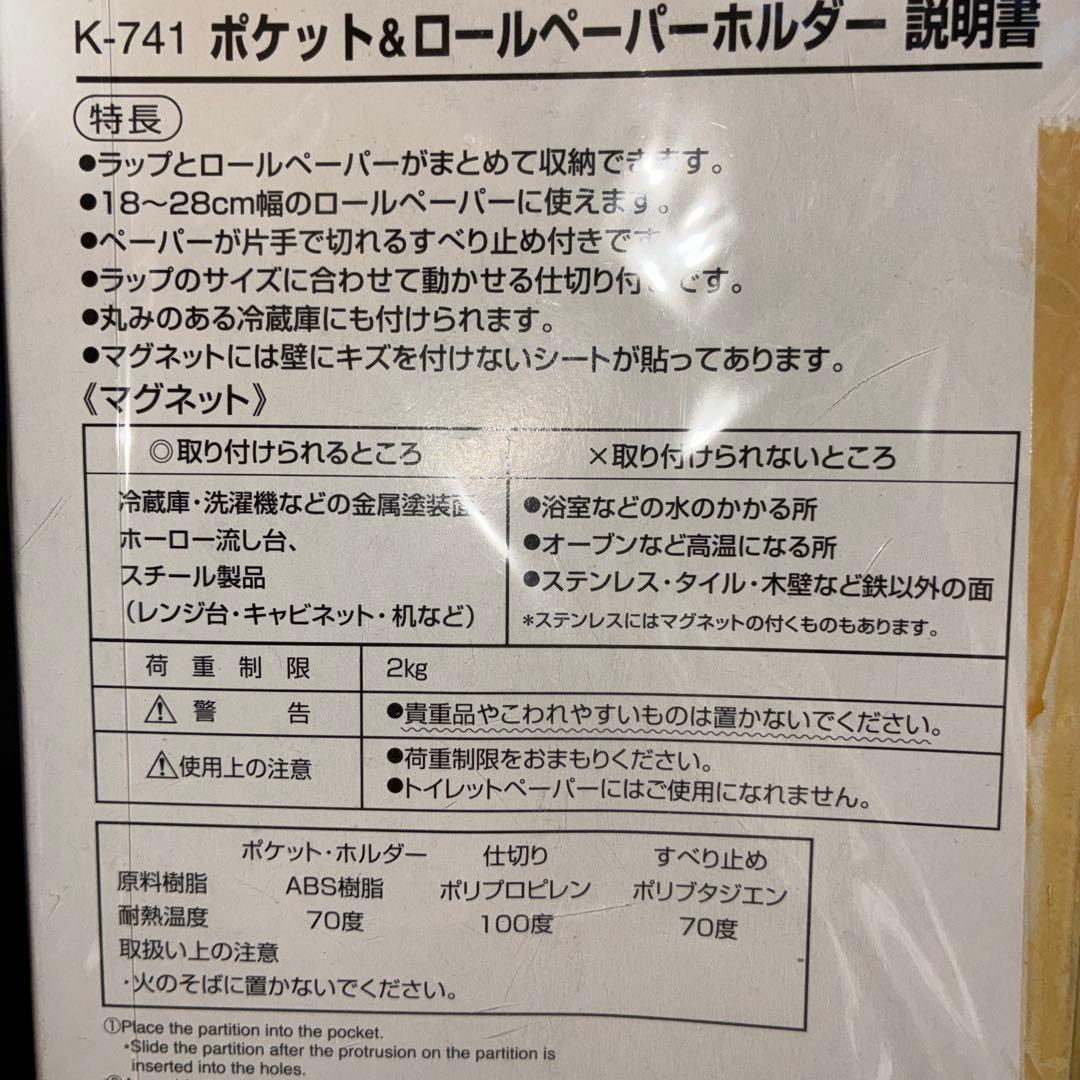 K-741 ポケット&ロールペーパーホルダー 説明書
特長
●ラップとロールペーパーがまとめて収納できます。
●18〜28cm幅のロールペーパーに使えます。
●ペーパーが片手で切れるすべり止め付きです
●ラップのサイズに合わせて動かせる仕切り付きです。
●丸みのある冷蔵庫にも付けられます。
●マグネットには壁にキズを付けないシートが貼ってあります。
《マグネット》
◎取り付けられるところ ×取り付けられないところ
冷蔵庫・洗濯機などの金属塗装面、
ホーロー流し台、
スチール製品
(レンジ台・キャビネット・机など)
●浴室などの水のかかる所
●オーブンなど高温になる所
●ステンレス・タイル・木壁など鉄以外の面
*ステンレスにはマグネットの付くものもあります。
荷重制限 2kg
⚠警告 ●貴重品やこわれやすいものは置かないでください。
⚠使用上の注意 ●荷重制限をおまもりください。
●トイレットペーパーにはご使用になれません。
ポケット・ホルダー 仕切り すべり止め
原料樹脂 ABS樹脂 ポリプロピレン ポリブタジエン
耐熱温度 70度 100度 70度
取扱い上の注意
・火のそばに置かないでください。
①Place the partition into the pocket.
•Slide the partition after the protrusion on the partition is
inserted into the holes.